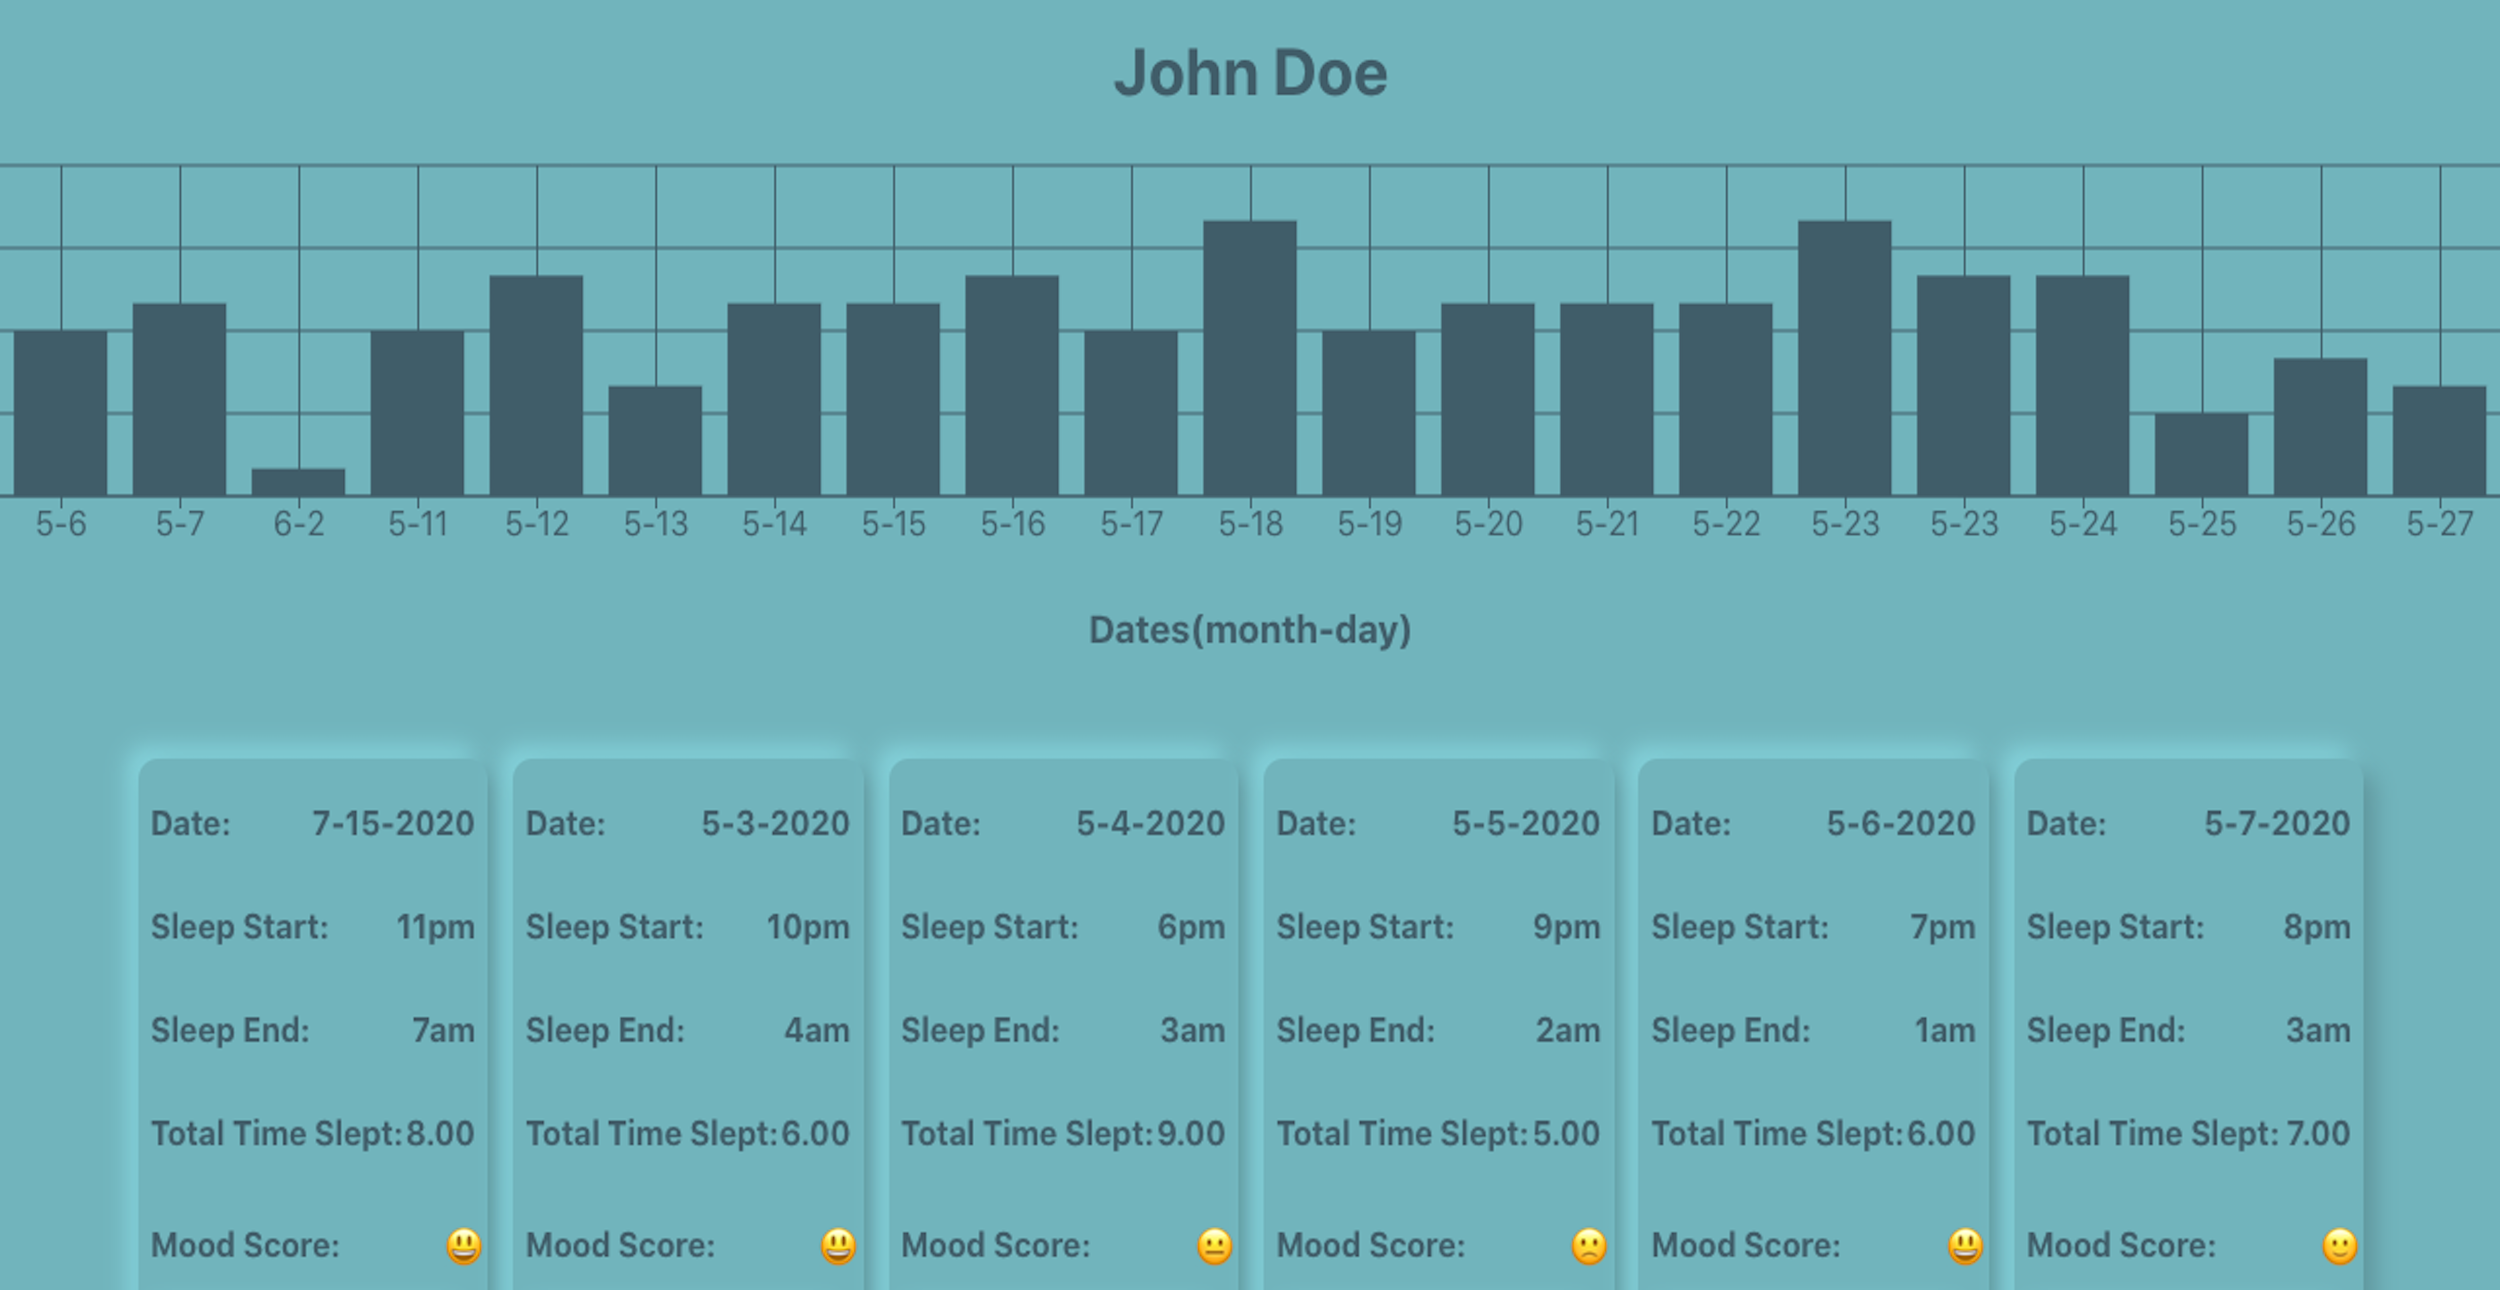 John Doe
5-6 5-7 6-2 5-11 5-12 5-13 5-14 5-15 5-16 5-17 5-18 5-19 5-20 5-21 5-22 5-23 5-23 5-24 5-25 5-26 5-27
Dates(month-day)
Date: 7-15-2020
Sleep Start: 11pm
Sleep End: 7am
Total Time Slept: 8.00
Mood Score: 😃
Date: 5-3-2020
Sleep Start: 10pm
Sleep End: 4am
Total Time Slept: 6.00
Mood Score: 😃
Date: 5-4-2020
Sleep Start: 6pm
Sleep End: 3am
Total Time Slept: 9.00
Mood Score: 😐
Date: 5-5-2020
Sleep Start: 9pm
Sleep End: 2am
Total Time Slept: 5.00
Mood Score: 🙁
Date: 5-6-2020
Sleep Start: 7pm
Sleep End: 1am
Total Time Slept: 6.00
Mood Score: 😃
Date: 5-7-2020
Sleep Start: 8pm
Sleep End: 3am
Total Time Slept: 7.00
Mood Score: 🙂